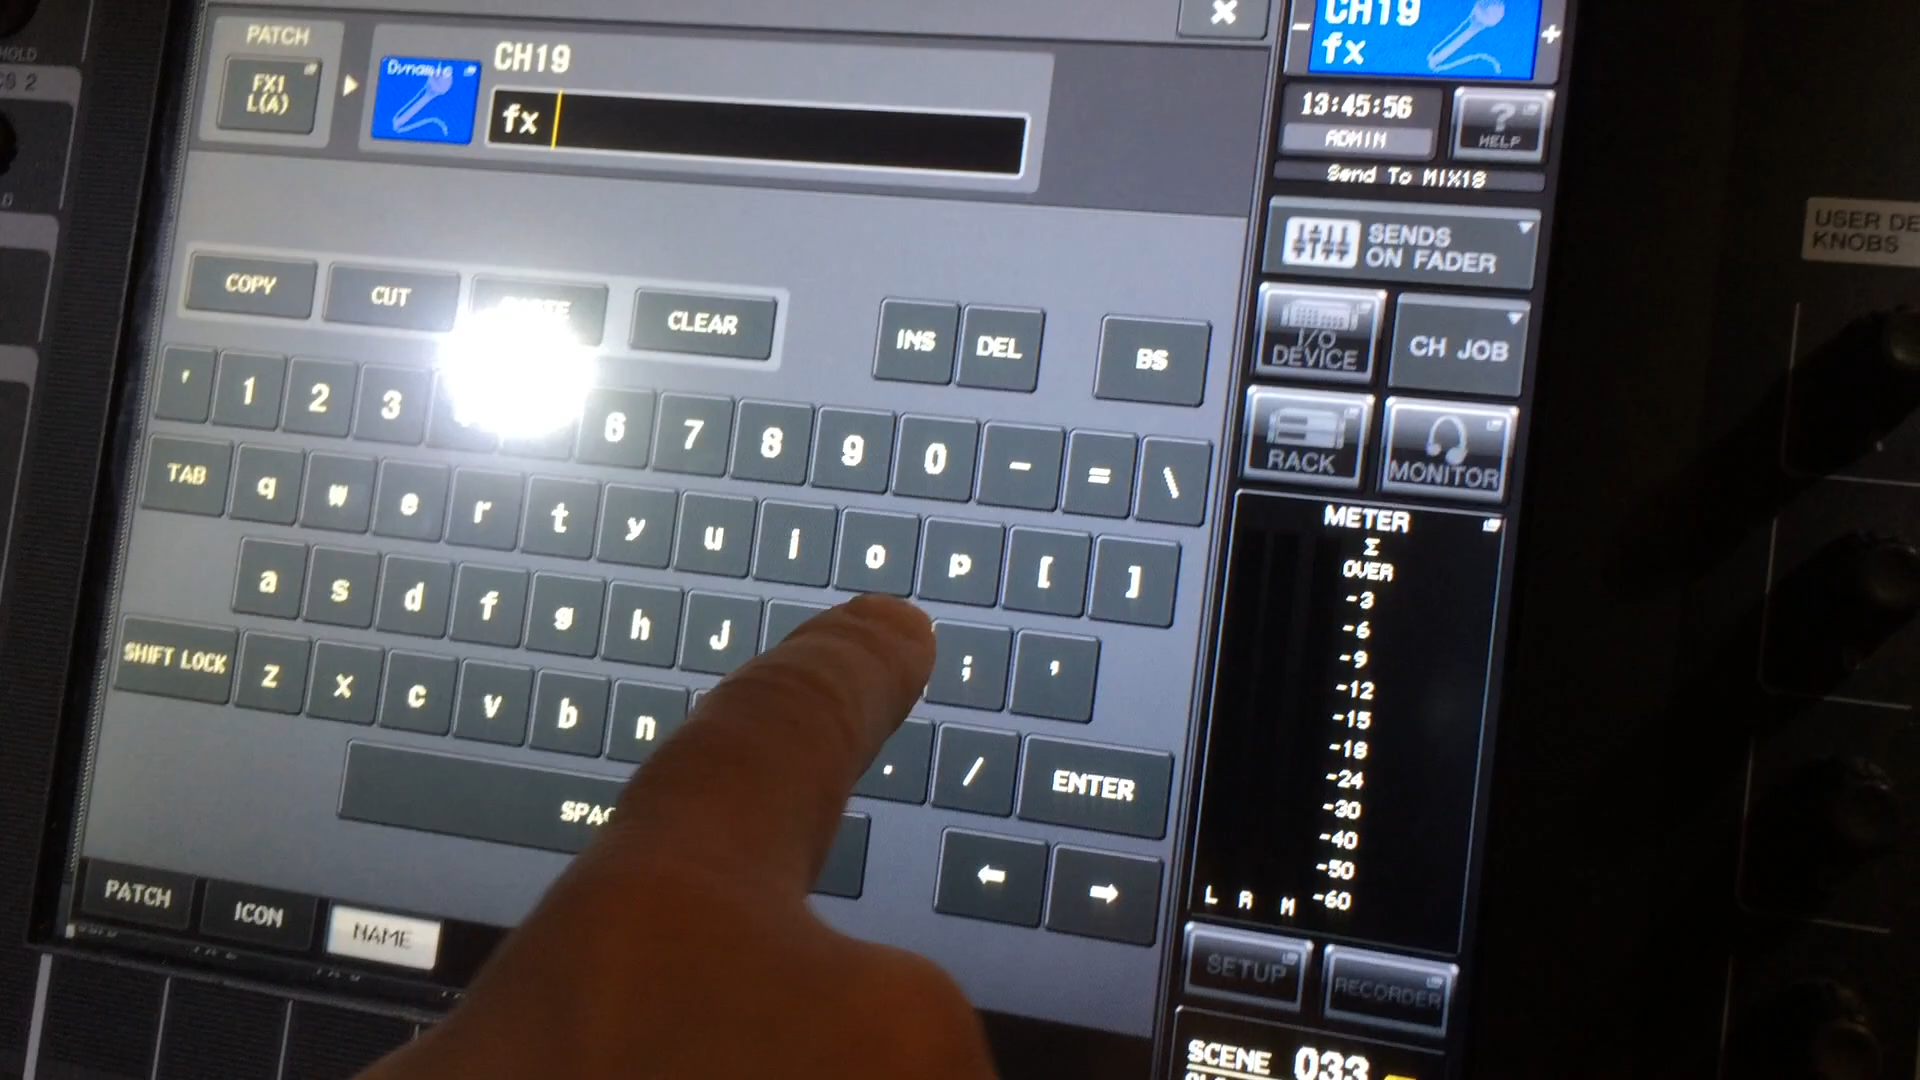 PATCH
FX1
L(A)
Dynamic
CH19
fx
×
CH19
fx
- +
13:45:56
ADMIN
HELP
Send To MIX18
SENDS
ON FADER
I/O
DEVICE
CH JOB
RACK
MONITOR
METER
Σ
OVER
-3
-6
-9
-12
-15
-18
-24
-30
-40
-50
-60
L R M
SETUP
RECORDER
SCENE 033
COPY CUT CLEAR INS DEL BS
' 1 2 3 6 7 8 9 0 - = \
TAB q w e r t y u i o p [ ]
a s d f g h j ; '
SHIFT LOCK z x c v b n . / ENTER
SPAC
← →
PATCH ICON NAME
USER DE
KNOBS
HOLD